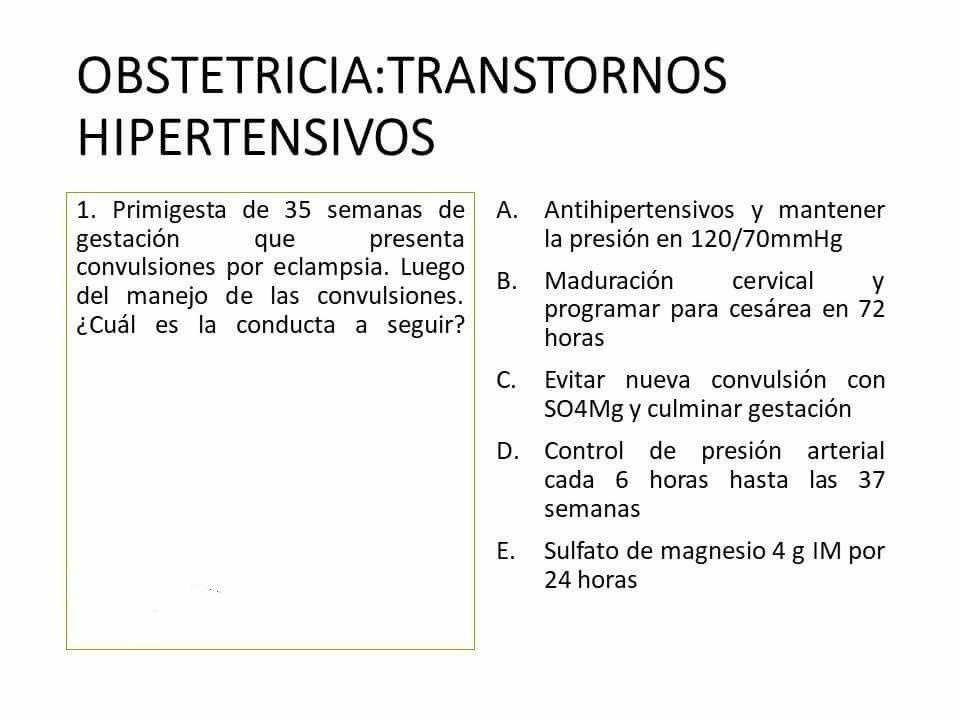 OBSTETRICIA:TRANSTORNOS
HIPERTENSIVOS
1. Primigesta de 35 semanas de
gestación que presenta
convulsiones por eclampsia. Luego
del manejo de las convulsiones.
¿Cuál es la conducta a seguir?
A. Antihipertensivos y mantener
la presión en 120/70mmHg
B. Maduración cervical y
programar para cesárea en 72
horas
C. Evitar nueva convulsión con
SO4Mg y culminar gestación
D. Control de presión arterial
cada 6 horas hasta las 37
semanas
E. Sulfato de magnesio 4 g IM por
24 horas